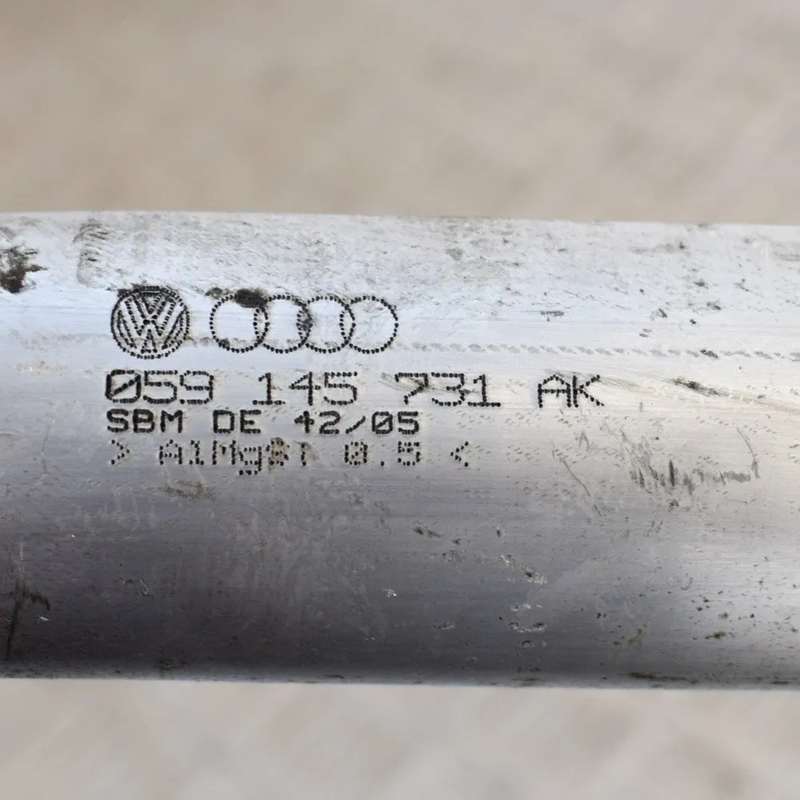 059 145 731 AK
SBM DE 42/05
> AlMgSi 0.5 <